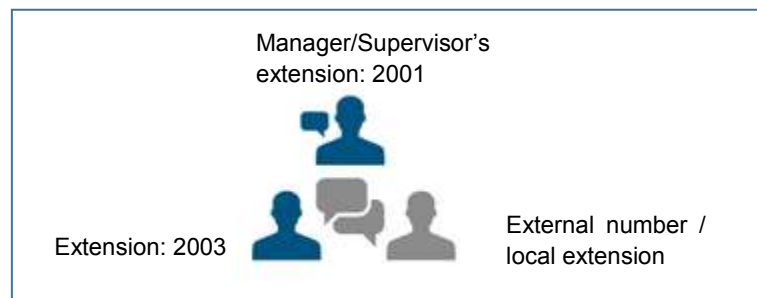 Manager/Supervisor’s
extension: 2001
Extension: 2003
External number /
local extension